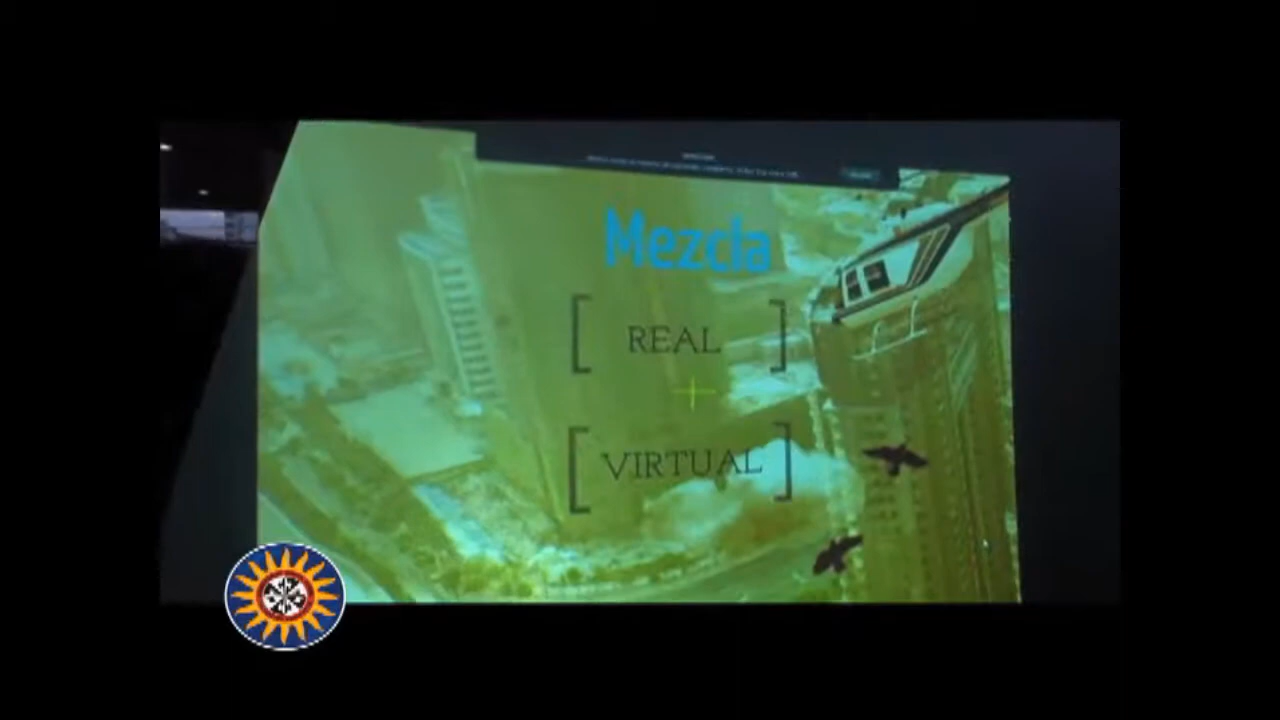 Mezcla
[ REAL ]
+
[ VIRTUAL ]